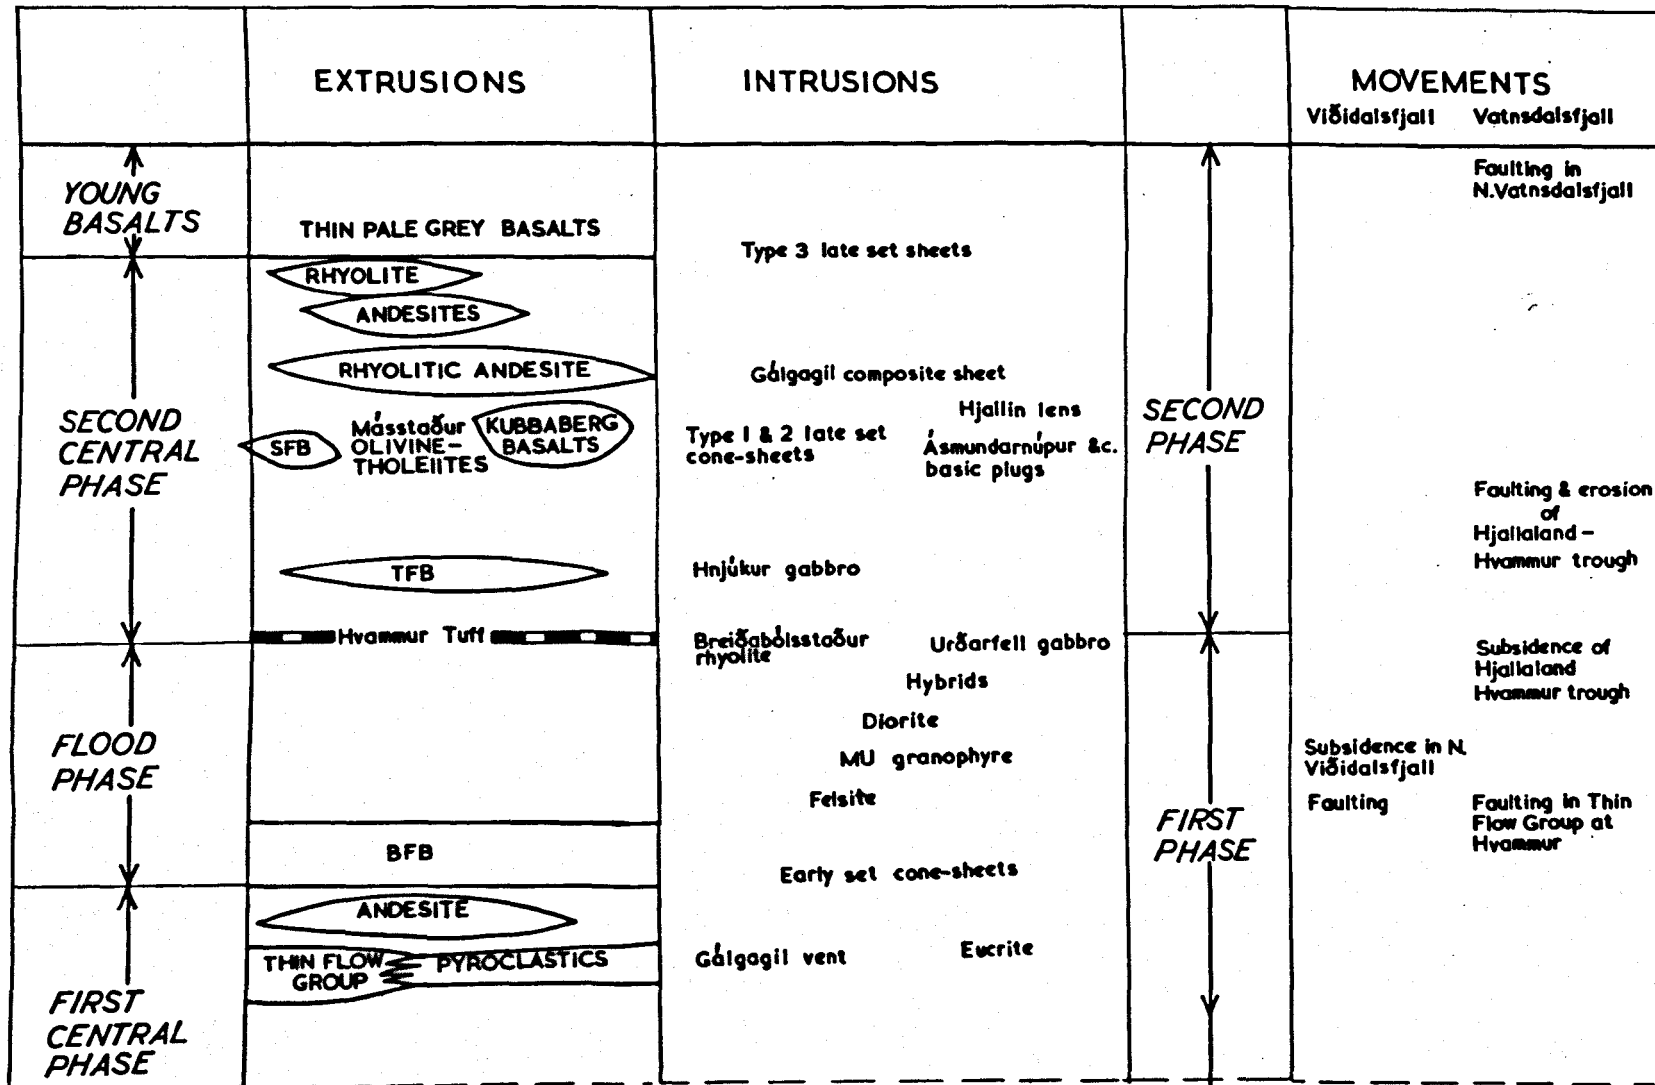 EXTRUSIONS
INTRUSIONS
MOVEMENTS
Viðidalsfjall Vatnsdalsfjall
YOUNG
BASALTS
SECOND
CENTRAL
PHASE
FLOOD
PHASE
FIRST
CENTRAL
PHASE
THIN PALE GREY BASALTS
RHYOLITE
ANDESITES
RHYOLITIC ANDESITE
SFB
Másstaður
OLIVINE-
THOLEIITES
KUBBABERG
BASALTS
TFB
Hvammur Tuff
BFB
ANDESITE
THIN FLOW
GROUP
PYROCLASTICS
Type 3 late set sheets
Gálgagil composite sheet
Hjallin lens
Type 1 & 2 late set
cone-sheets
Ásmundarnúpur &c.
basic plugs
Hnjúkur gabbro
Breiðabólsstaður
rhyolite
Urðarfell gabbro
Hybrids
Diorite
MU granophyre
Felsite
Early set cone-sheets
Gálgagil vent
Eucrite
SECOND
PHASE
FIRST
PHASE
Faulting in
N.Vatnsdalsfjall
Faulting & erosion
of
Hjallaland –
Hvammur trough
Subsidence of
Hjallaland
Hvammur trough
Subsidence in N.
Viðidalsfjall
Faulting
Faulting in Thin
Flow Group at
Hvammur